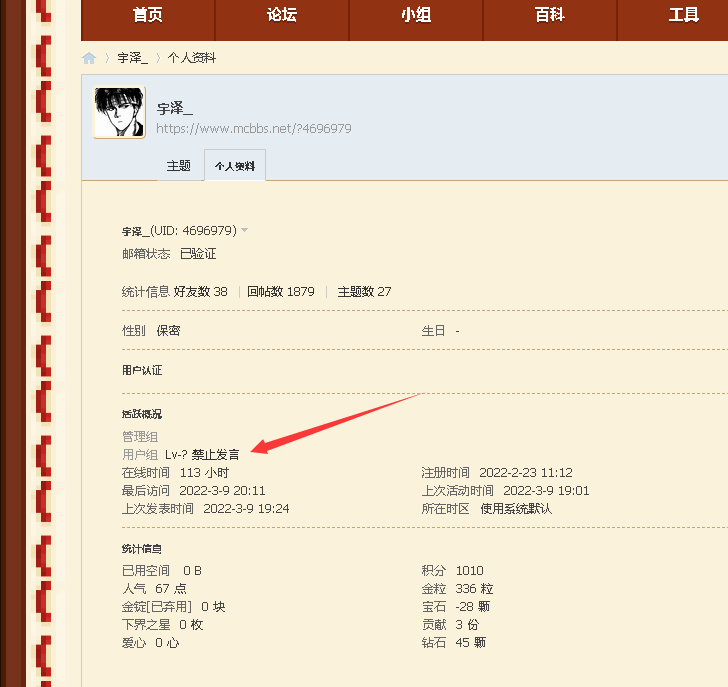 首页 论坛 小组 百科 工具
宇泽_ 个人资料
宇泽_
https://www.mcbbs.net/?4696979
主题 个人资料
宇泽_(UID: 4696979)
邮箱状态 已验证
统计信息 好友数 38 | 回帖数 1879 | 主题数 27
性别 保密 生日 -
用户认证
活跃概况
管理组
用户组 Lv-? 禁止发言
在线时间 113 小时 注册时间 2022-2-23 11:12
最后访问 2022-3-9 20:11 上次活动时间 2022-3-9 19:01
上次发表时间 2022-3-9 19:24 所在时区 使用系统默认
统计信息
已用空间 0 B 积分 1010
人气 67 点 金粒 336 粒
金锭[已弃用] 0 块 宝石 -28 颗
下界之星 0 枚 贡献 3 份
爱心 0 心 钻石 45 颗